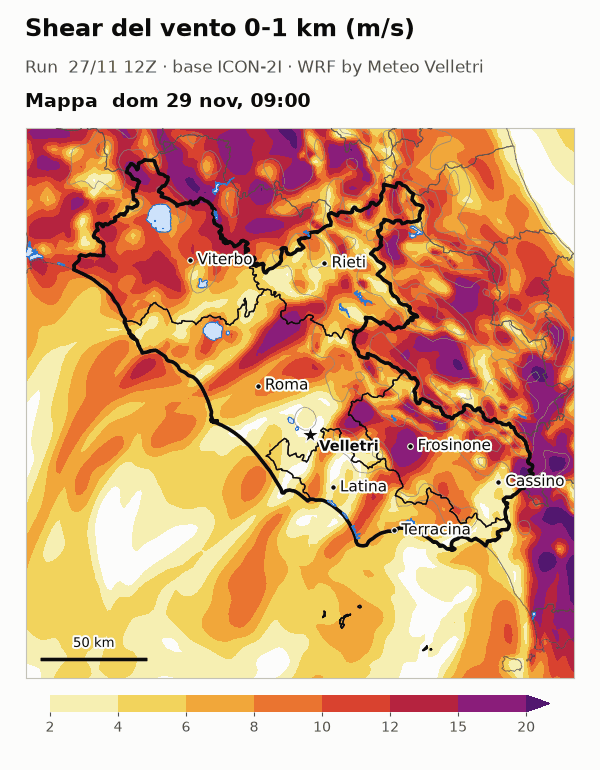 Shear del vento 0-1 km (m/s)
Run  27/11 12Z · base ICON-2I · WRF by Meteo Velletri
Mappa  dom 29 nov, 09:00
Viterbo
Rieti
Roma
Velletri
Frosinone
Latina
Cassino
Terracina
50 km
2 4 6 8 10 12 15 20